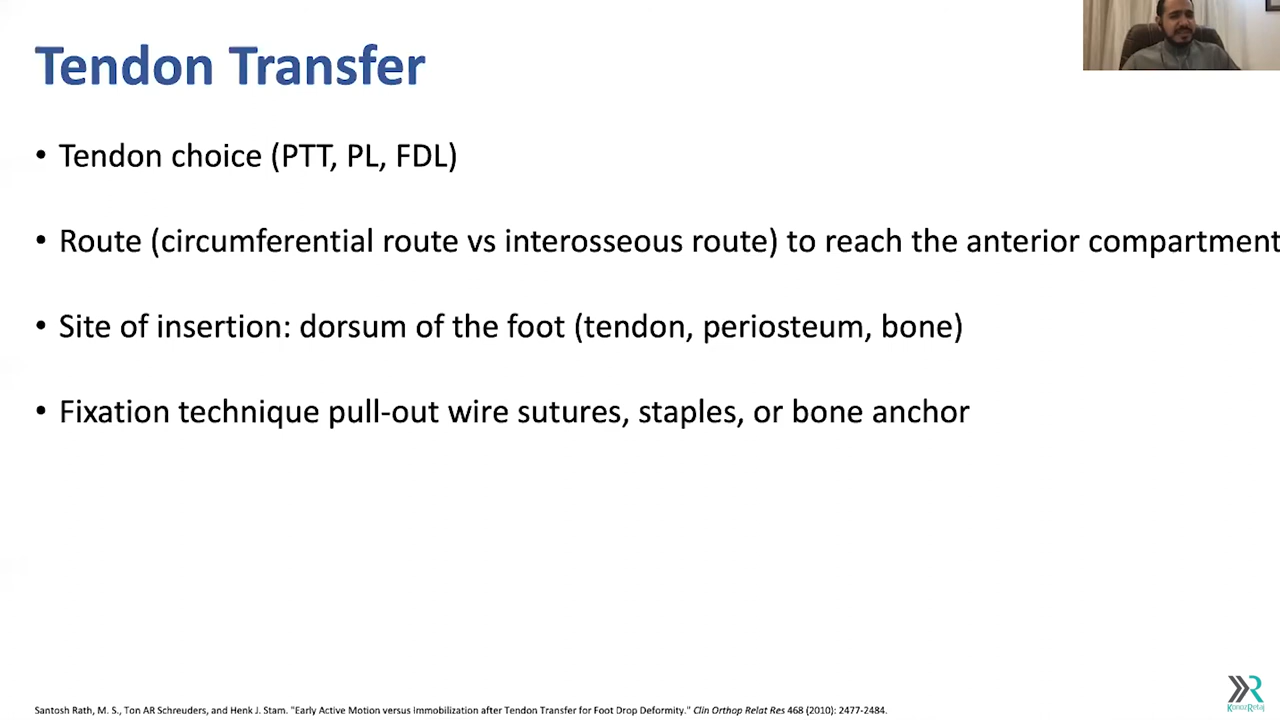 Tendon Transfer
• Tendon choice (PTT, PL, FDL)
• Route (circumferential route vs interosseous route) to reach the anterior compartment
• Site of insertion: dorsum of the foot (tendon, periosteum, bone)
• Fixation technique pull-out wire sutures, staples, or bone anchor
Santosh Rath, M. S., Ton AR Schreuders, and Henk J. Stam. "Early Active Motion versus Immobilization after Tendon Transfer for Foot Drop Deformity." Clin Orthop Relat Res 468 (2010): 2477-2484.
KonozRetaj